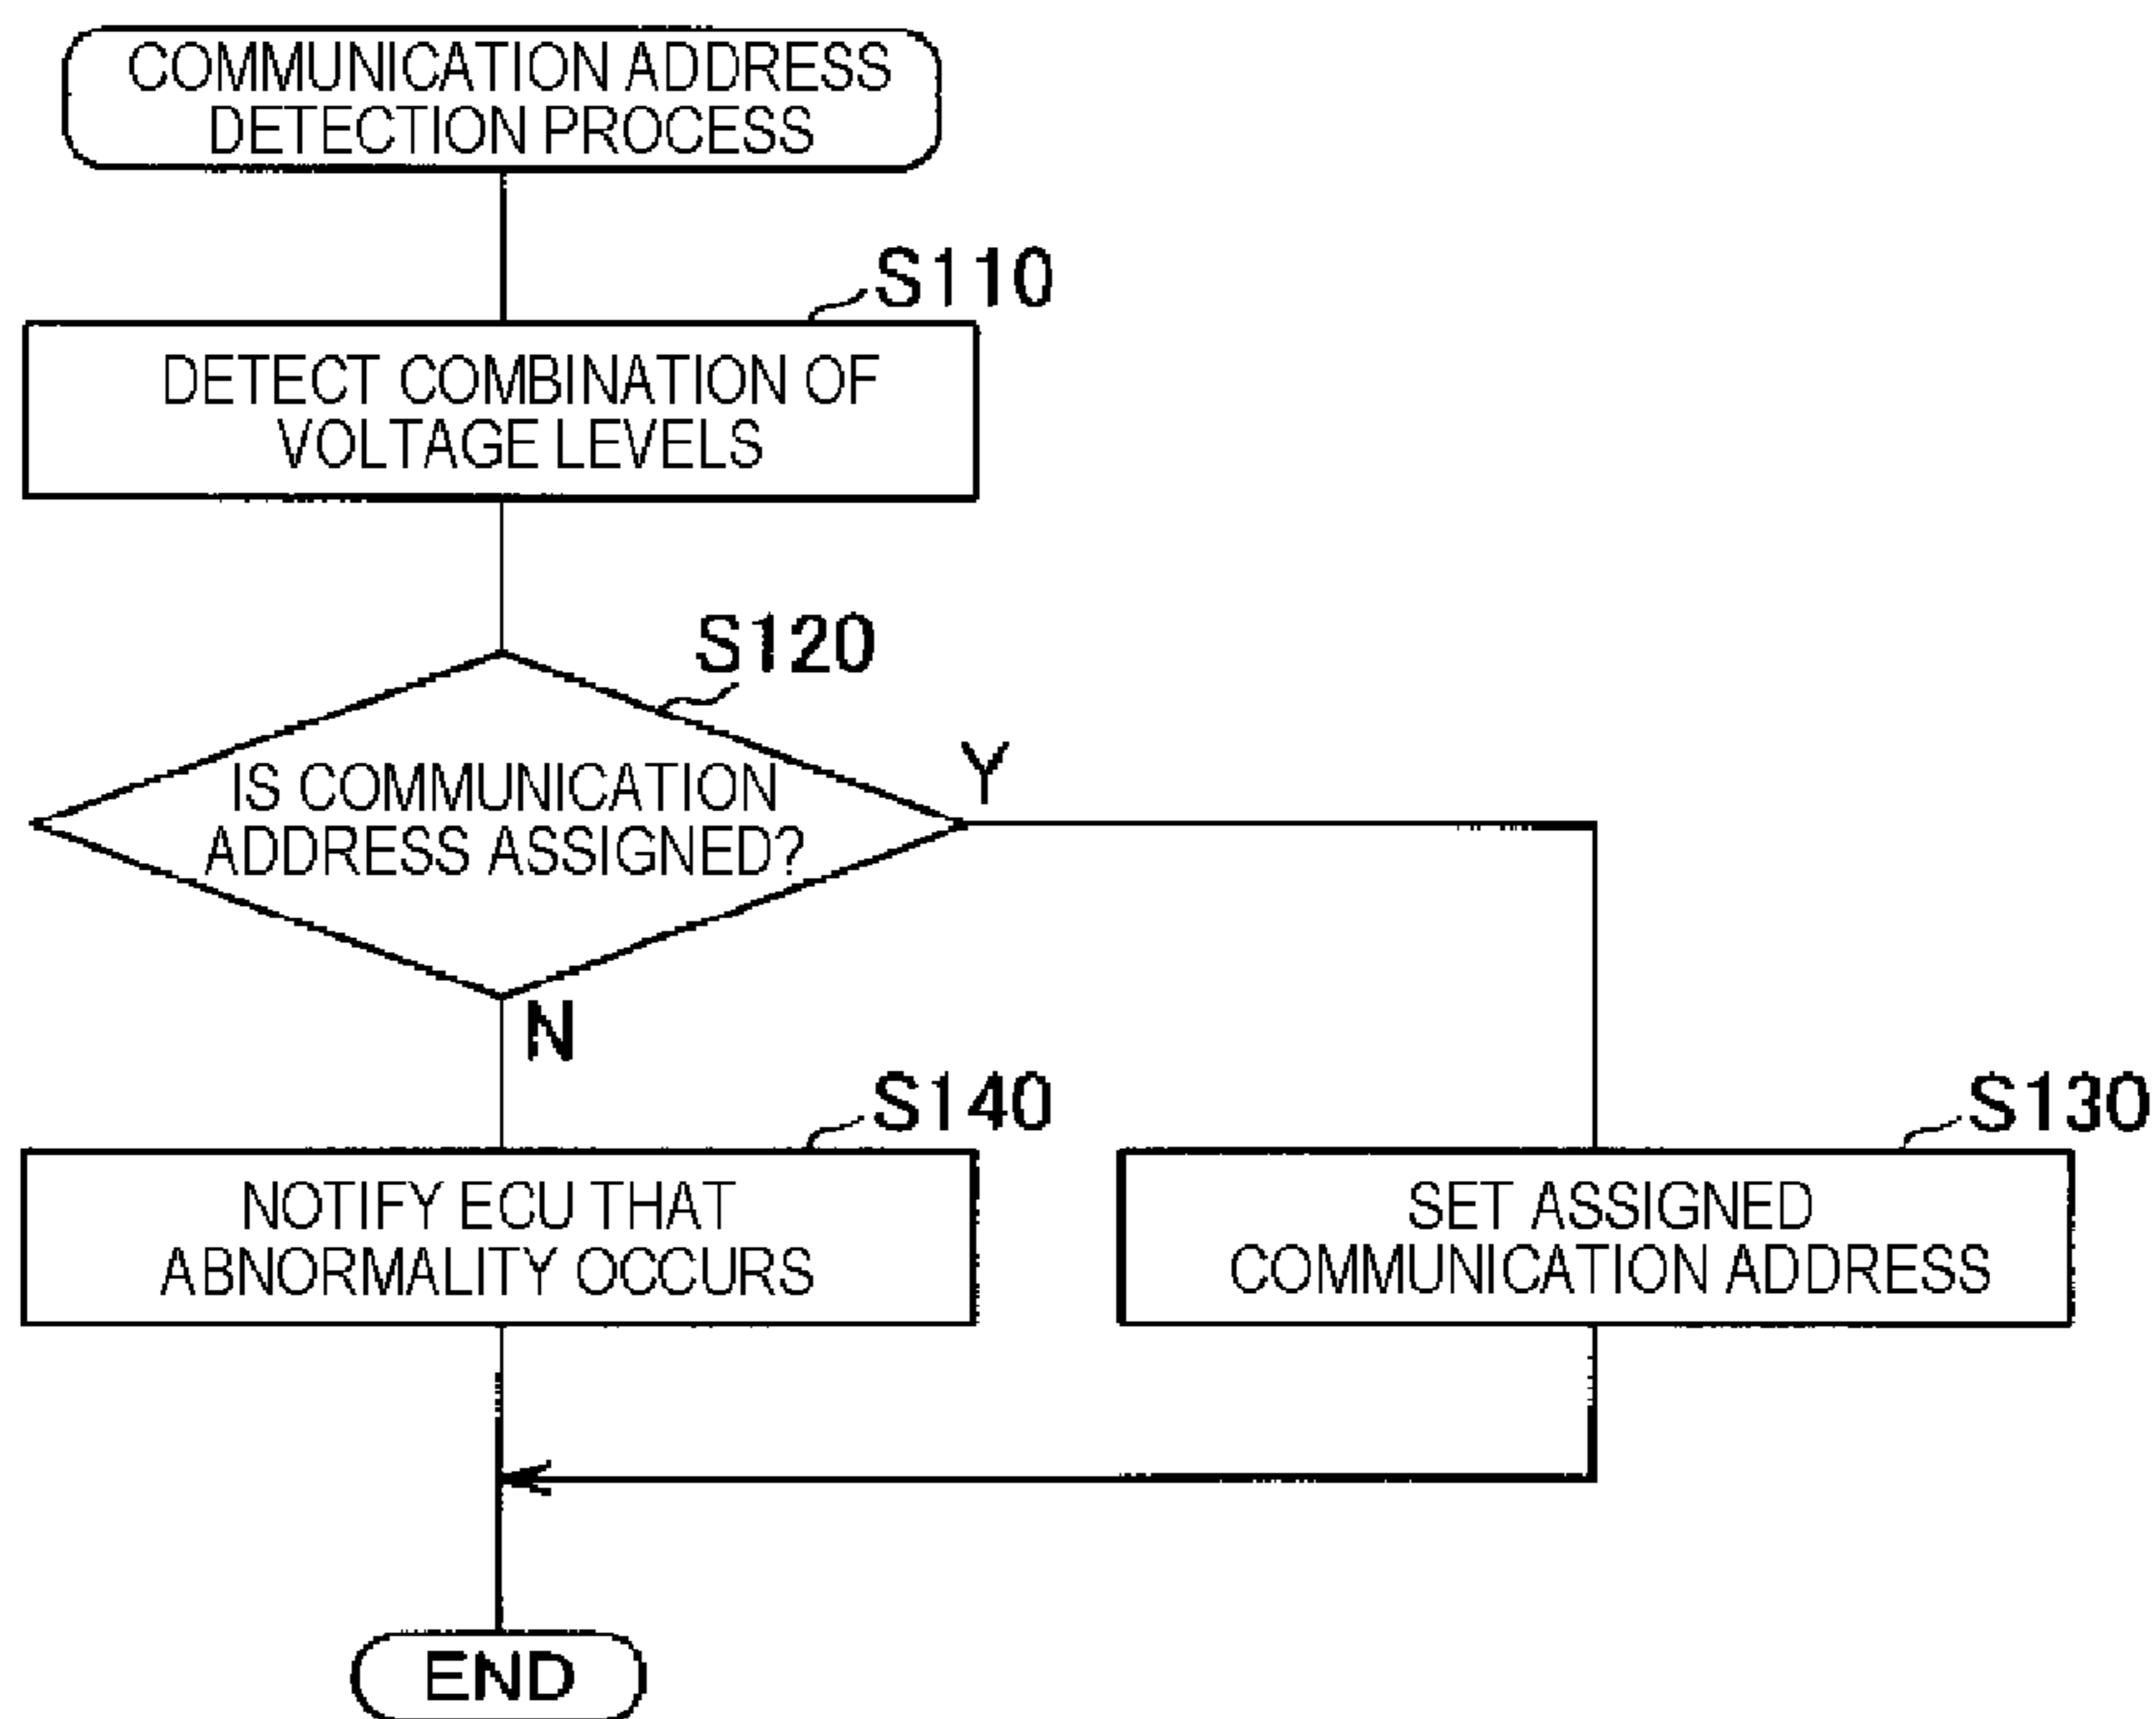 COMMUNICATION ADDRESS
DETECTION PROCESS
S110
DETECT COMBINATION OF
VOLTAGE LEVELS
S120
IS COMMUNICATION
ADDRESS ASSIGNED?
Y
N
S140
NOTIFY ECU THAT
ABNORMALITY OCCURS
S130
SET ASSIGNED
COMMUNICATION ADDRESS
END